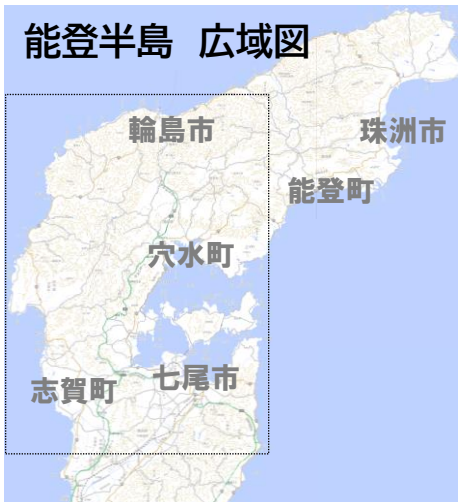 能登半島 広域図
輪島市
珠洲市
能登町
穴水町
志賀町
七尾市